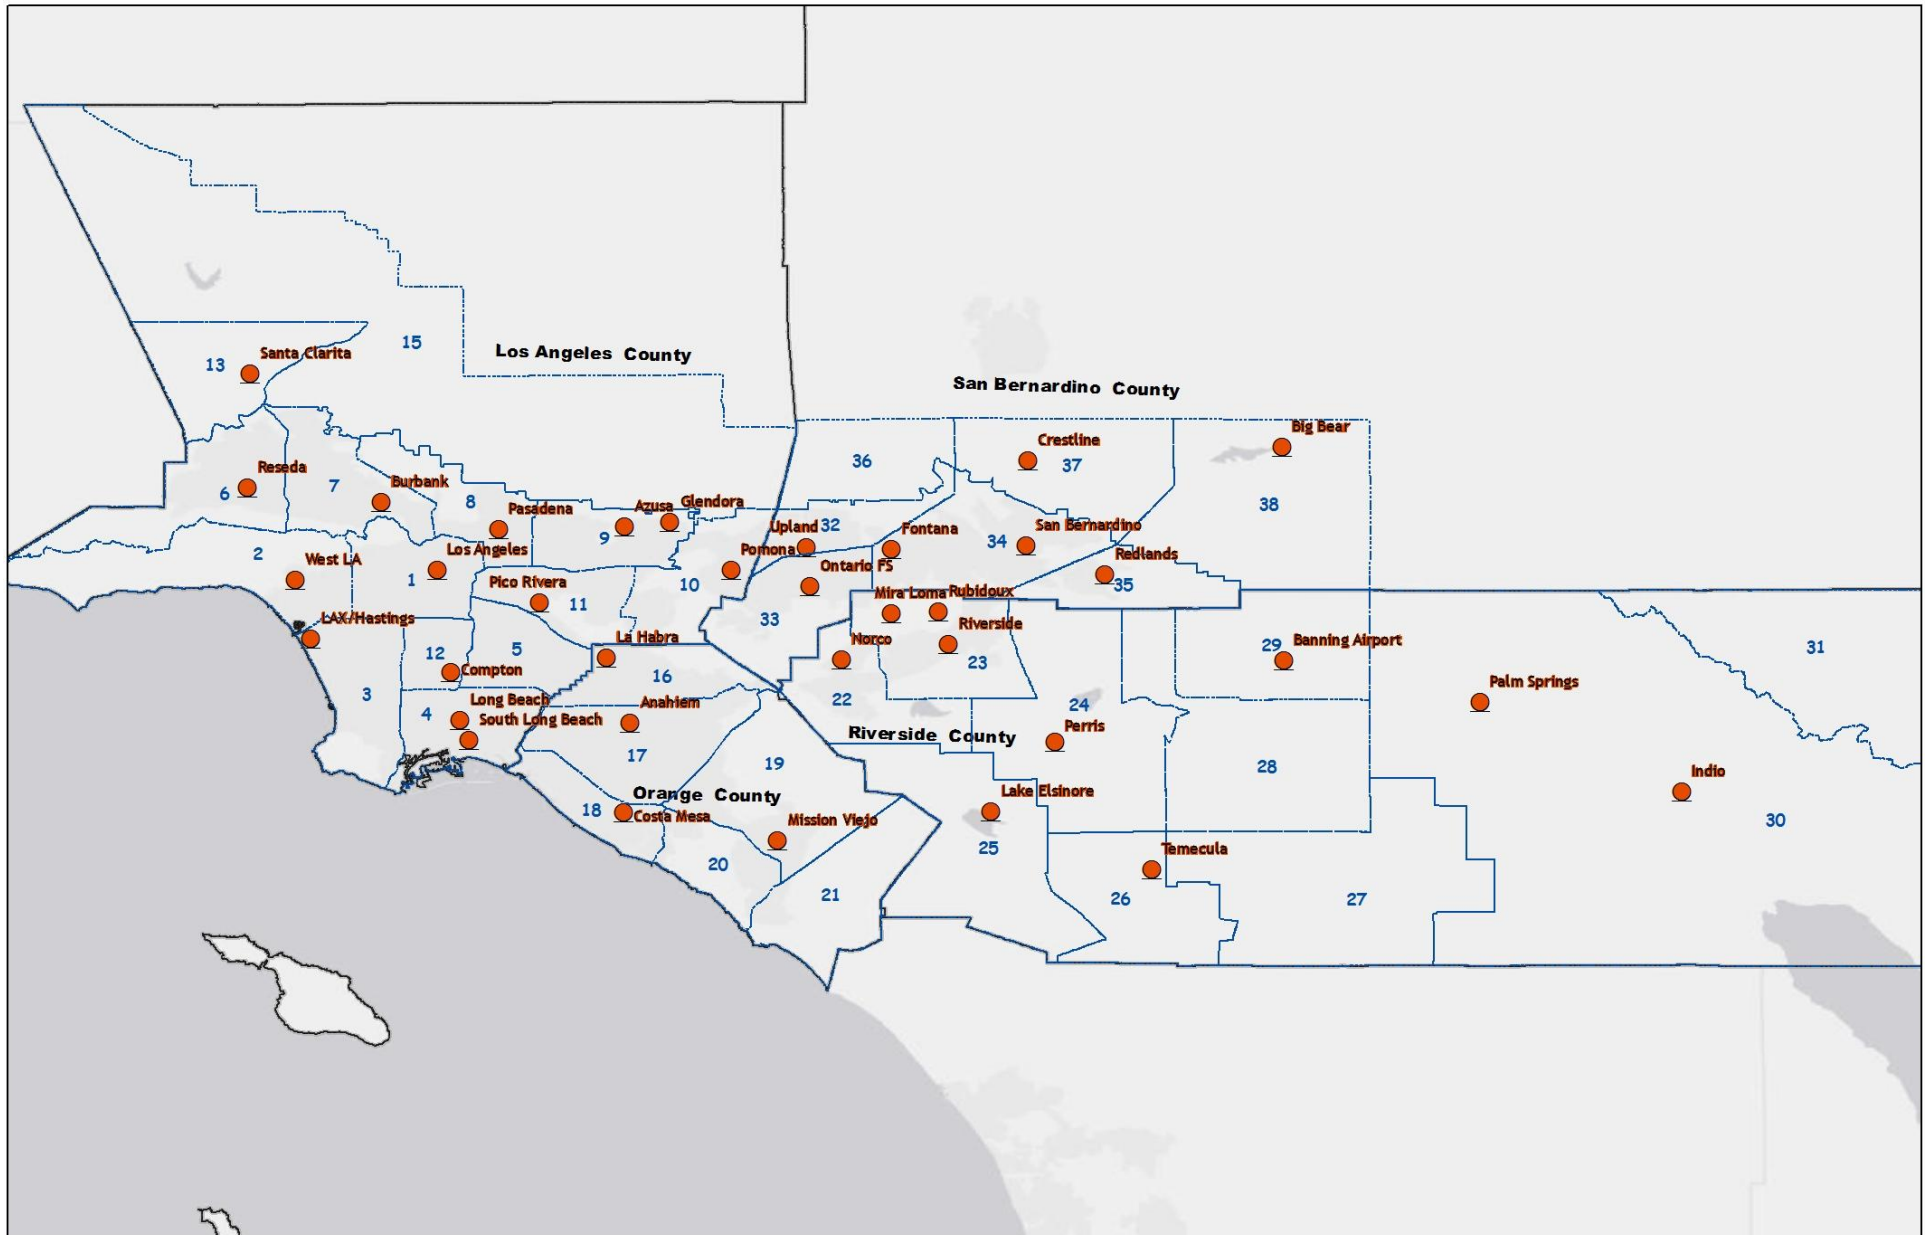 15
Los Angeles County
13
Santa Clarita
San Bernardino County
Big Bear
Crestline
37
36
38
Reseda
6
7
Burbank
8
Pasadena
Azusa
Glendora
9
Upland
32
Fontana
34
San Bernardino
Pomona
Redlands
35
2
West LA
Los Angeles
1
Pico Rivera
11
10
Ontario FS
33
Mira Loma
Rubidoux
LAX/Hastings
Riverside
23
La Habra
Norco
12
5
Compton
16
29
Banning Airport
31
3
4
Long Beach
South Long Beach
Anahiem
22
24
Palm Springs
Perris
Riverside County
17
19
28
Indio
30
Orange County
18
Costa Mesa
Mission Viejo
Lake Elsinore
25
Temecula
20
21
26
27